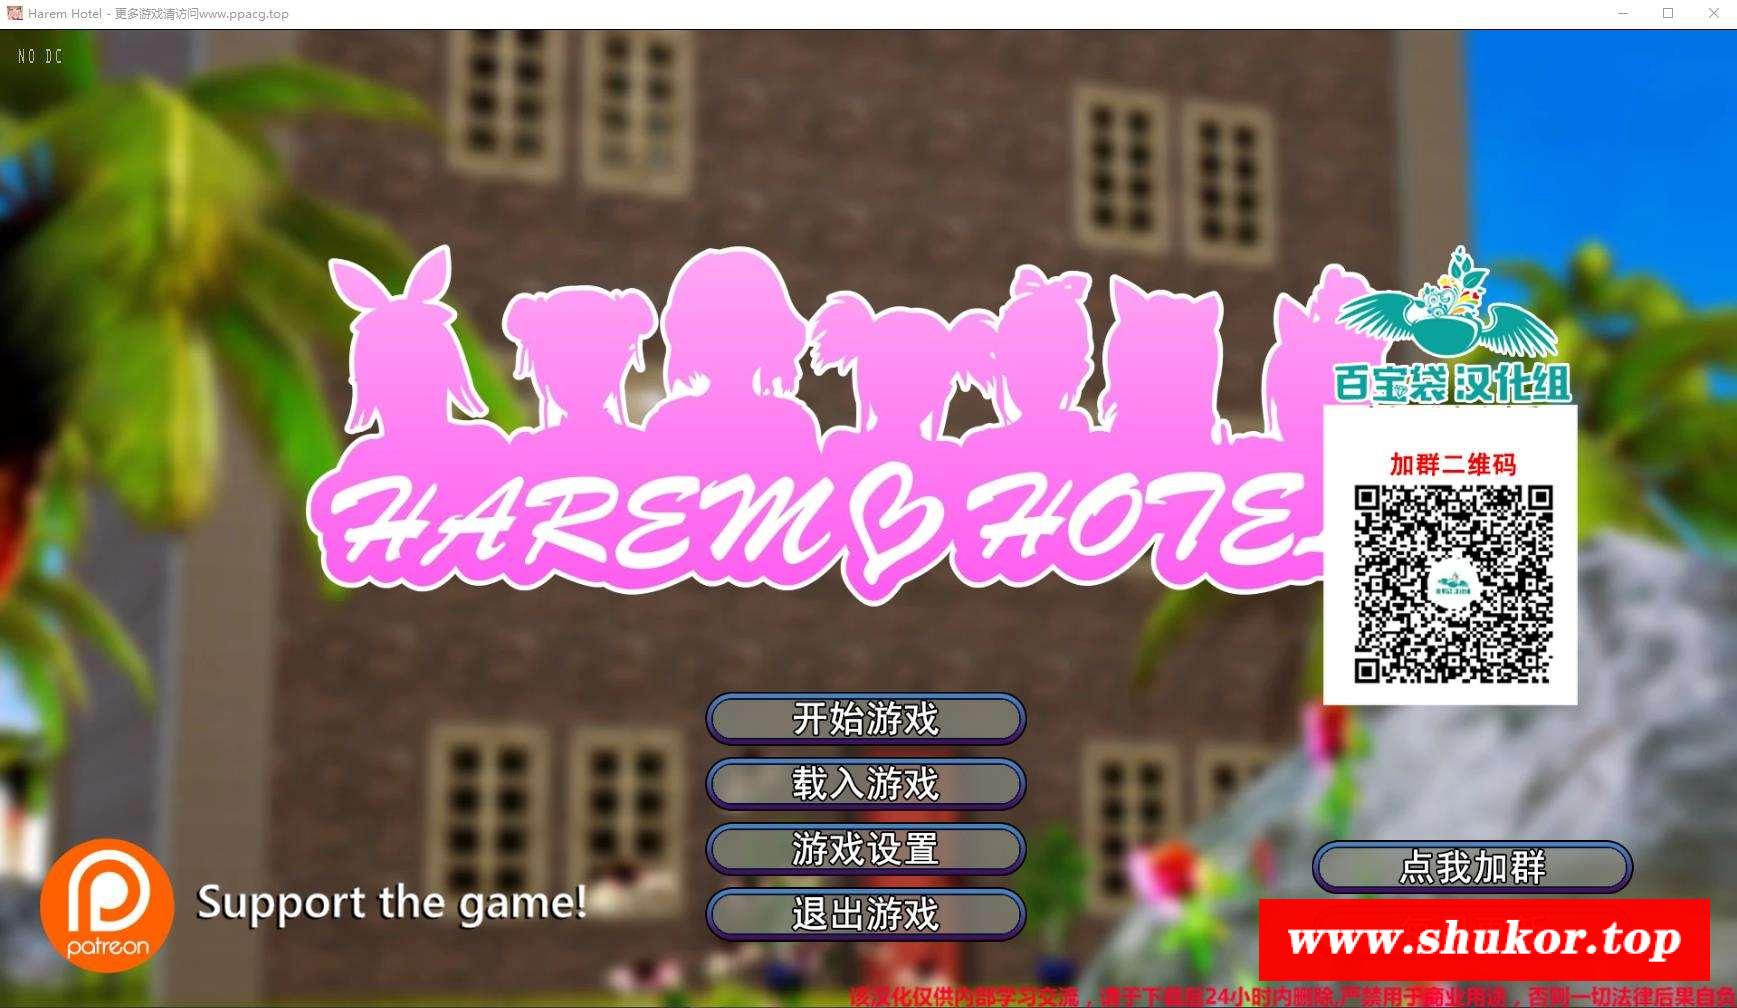 Harem Hotel - 更多游戏请访问www.ppacg.top
NO DC
百宝袋汉化组
HAREM HOTEL
加群二维码
开始游戏
载入游戏
游戏设置
退出游戏
点我加群
patreon
Support the game!
www.shukor.top
该汉化仅供内部学习交流，请于下载后24小时内删除,严禁用于商业用途，否则一切法律后果自负